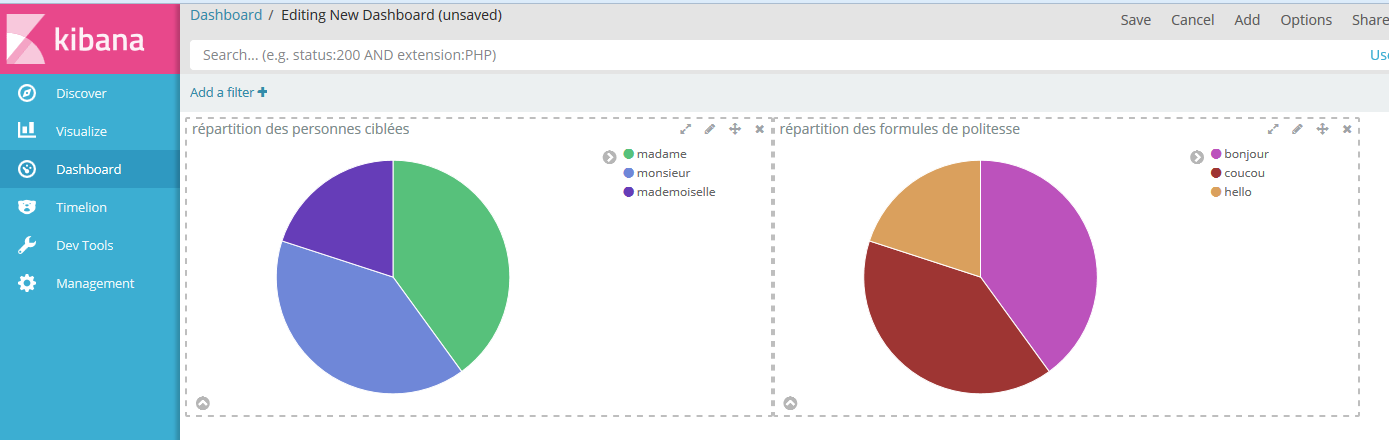 kibana
Dashboard / Editing New Dashboard (unsaved)
Save Cancel Add Options Share
Search... (e.g. status:200 AND extension:PHP)
Add a filter
Discover
Visualize
Dashboard
Timelion
Dev Tools
Management
répartition des personnes ciblées
madame
monsieur
mademoiselle
répartition des formules de politesse
bonjour
coucou
hello